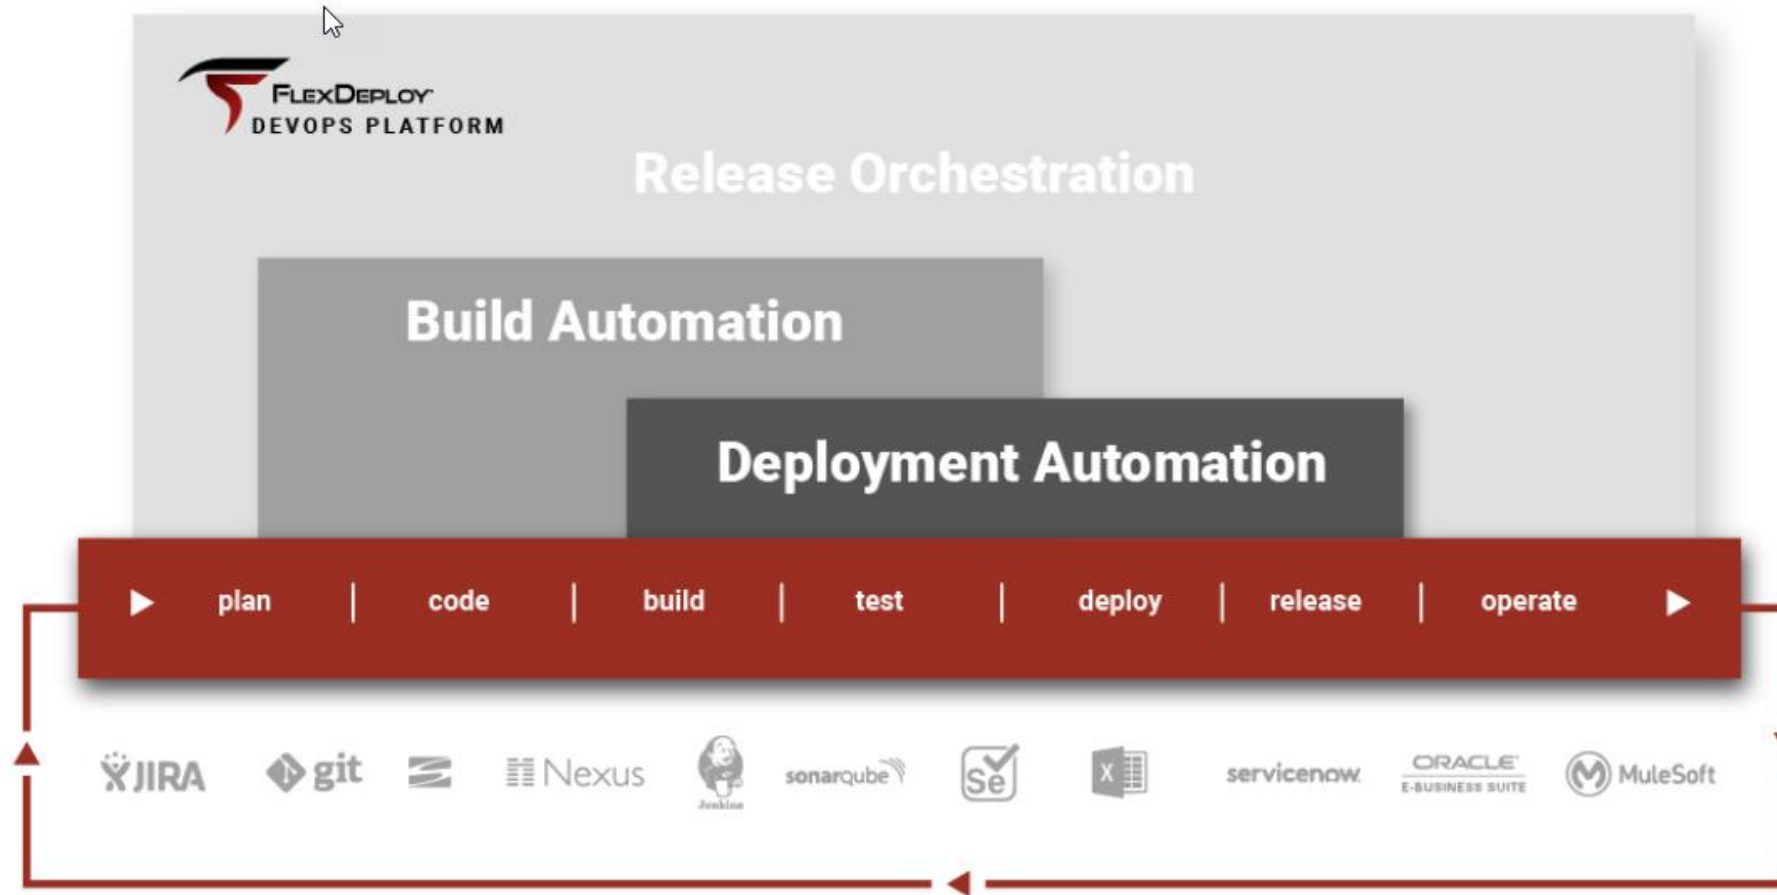 FLEXDEPLOY
DEVOPS PLATFORM
Release Orchestration
Build Automation
Deployment Automation
plan | code | build | test | deploy | release | operate
JIRA git Nexus Jenkins sonarqube Se X servicenow ORACLE E-BUSINESS SUITE MuleSoft